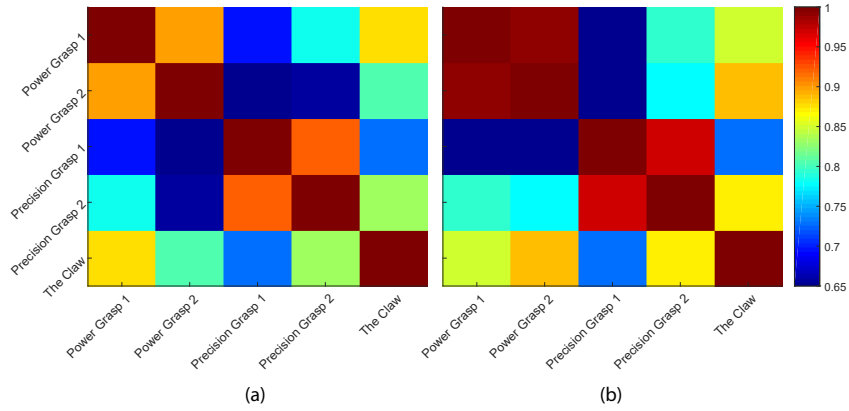 Power Grasp 1
Power Grasp 2
Precision Grasp 1
Precision Grasp 2
The Claw
Power Grasp 1
Power Grasp 2
Precision Grasp 1
Precision Grasp 2
The Claw
(a)
Power Grasp 1
Power Grasp 2
Precision Grasp 1
Precision Grasp 2
The Claw
(b)
1
0.95
0.9
0.85
0.8
0.75
0.7
0.65